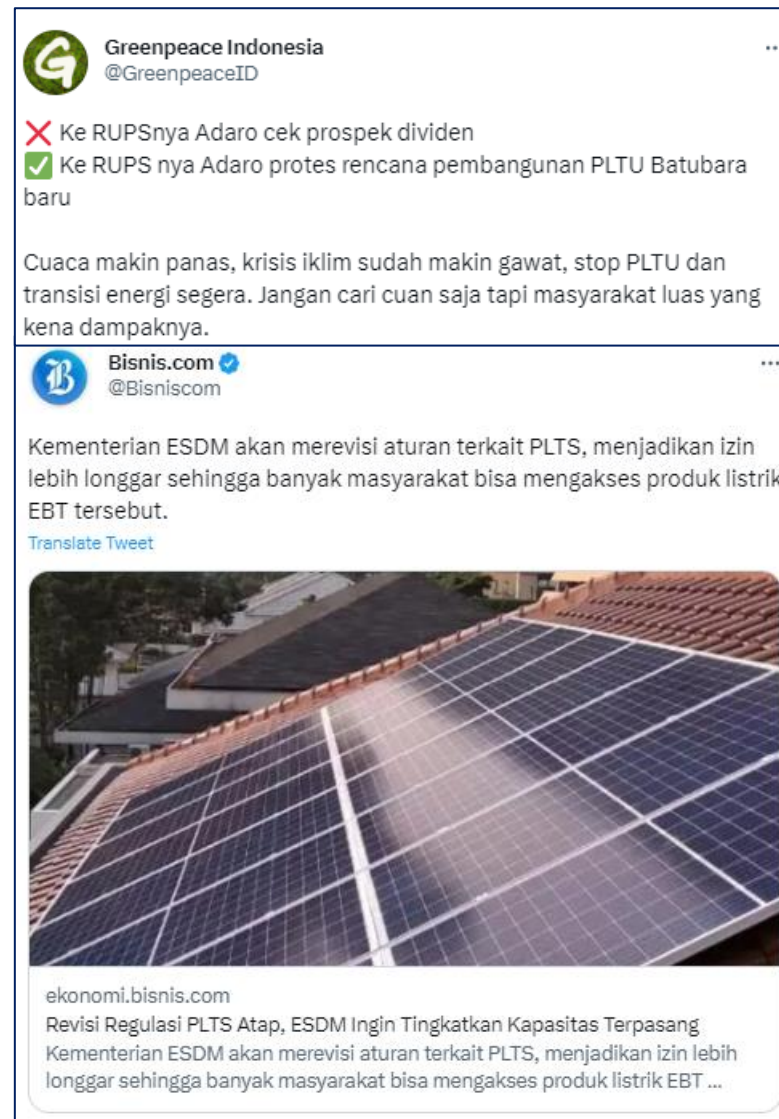 Greenpeace Indonesia
@GreenpeaceID
❌ Ke RUPSnya Adaro cek prospek dividen
✅ Ke RUPS nya Adaro protes rencana pembangunan PLTU Batubara
baru
Cuaca makin panas, krisis iklim sudah makin gawat, stop PLTU dan
transisi energi segera. Jangan cari cuan saja tapi masyarakat luas yang
kena dampaknya.
Bisnis.com
@Bisniscom
Kementerian ESDM akan merevisi aturan terkait PLTS, menjadikan izin
lebih longgar sehingga banyak masyarakat bisa mengakses produk listrik
EBT tersebut.
Translate Tweet
ekonomi.bisnis.com
Revisi Regulasi PLTS Atap, ESDM Ingin Tingkatkan Kapasitas Terpasang
Kementerian ESDM akan merevisi aturan terkait PLTS, menjadikan izin lebih
longgar sehingga banyak masyarakat bisa mengakses produk listrik EBT ...